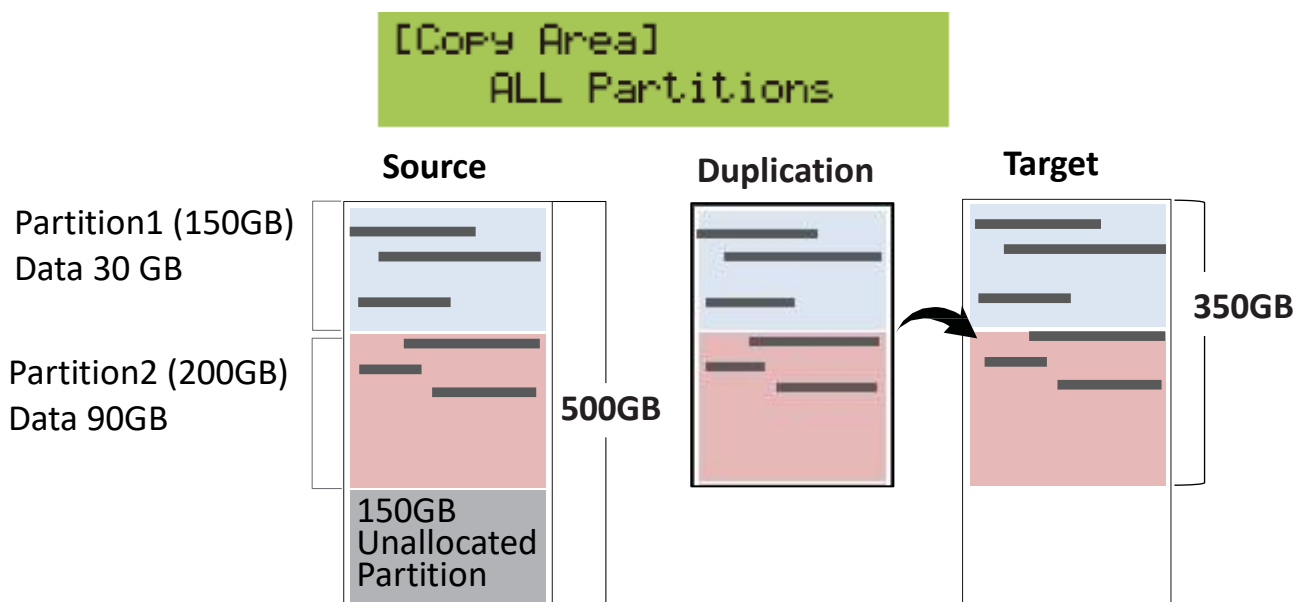 [Copy Area]
ALL Partitions
Source
Duplication
Target
Partition1 (150GB)
Data 30 GB
350GB
Partition2 (200GB)
Data 90GB
500GB
150GB
Unallocated
Partition